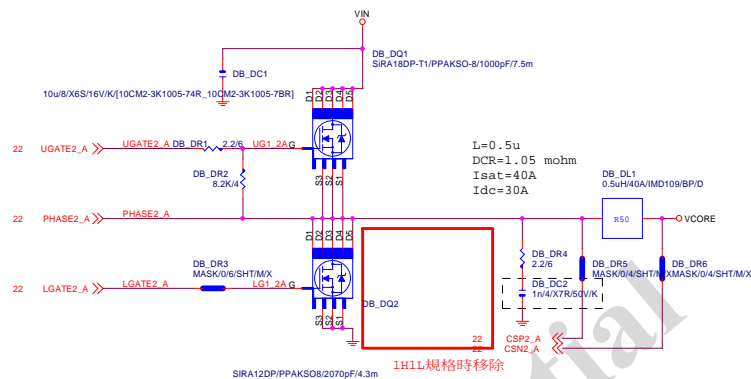 VIN
DB_DQ1
SiRA18DP-T1/PPAKSO-8/1000pF/7.5m
DB_DC1
10u/8/X6S/16V/K/[10CM2-3K1005-74R_10CM2-3K1005-7BR]
D1
D2
D3
D4
D5
22 UGATE2_A UGATE2_A DB_DR1 2.2/6 UG1_2A G
S3
S2
S1
DB_DR2
8.2K/4
L=0.5u
DCR=1.05 mohm
Isat=40A
Idc=30A
DB_DL1
0.5uH/40A/IMD109/BP/D
R50
VCORE
22 PHASE2_A PHASE2_A
D1
D2
D3
D4
D5
DB_DR3
MASK/0/6/SHT/M/X
22 LGATE2_A LGATE2_A LG1_2A G
DB_DQ2
S3
S2
S1
DB_DR4
2.2/6
DB_DC2
1n/4/X7R/50V/K
DB_DR5
MASK/0/4/SHT/M/X
DB_DR6
MASK/0/4/SHT/M/X
22 CSP2_A
22 CSN2_A
1H1L規格時移除
SIRA12DP/PPAKSO8/2070pF/4.3m